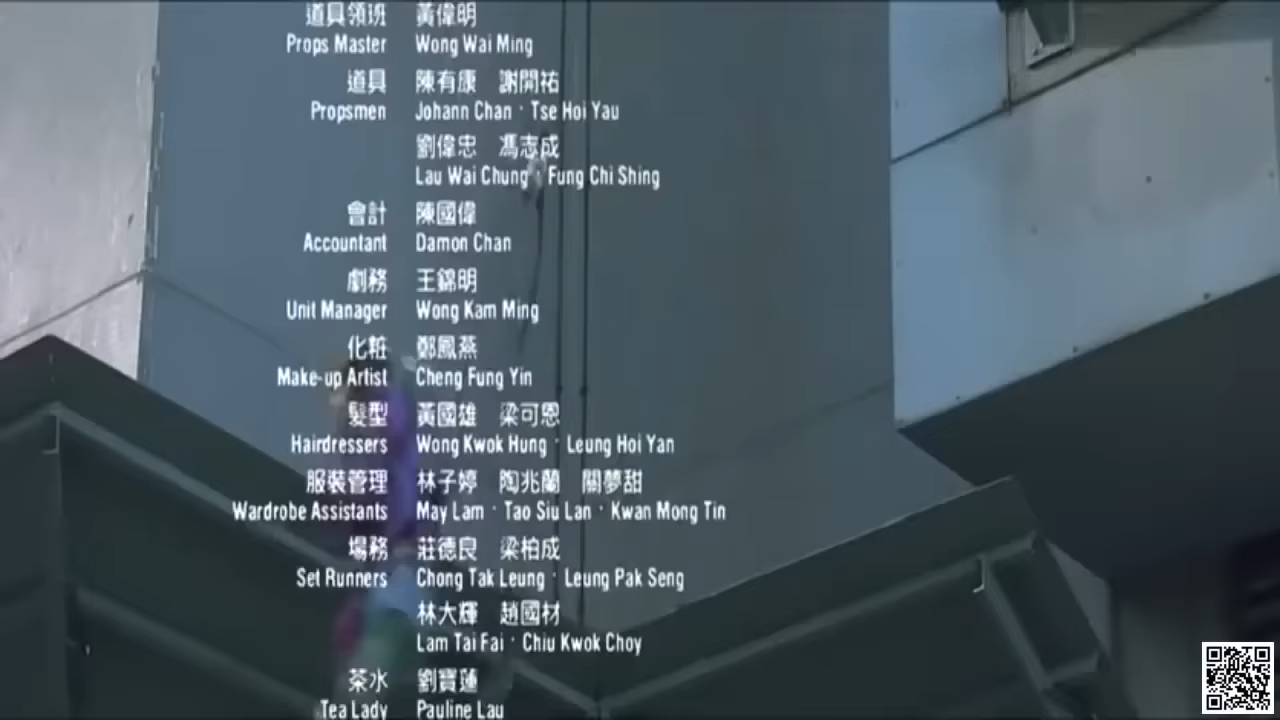 道具領班 黃偉明
Props Master Wong Wai Ming
道具 陳有康 謝開祐
Propsmen Johann Chan · Tse Hoi Yau
劉偉忠 馮志成
Lau Wai Chung · Fung Chi Shing
會計 陳國偉
Accountant Damon Chan
劇務 王錦明
Unit Manager Wong Kam Ming
化粧 鄭鳳燕
Make-up Artist Cheng Fung Yin
髮型 黃國雄 梁可恩
Hairdressers Wong Kwok Hung · Leung Hoi Yan
服裝管理 林子婷 陶兆蘭 關夢甜
Wardrobe Assistants May Lam · Tao Siu Lan · Kwan Mong Tin
場務 莊德良 梁柏成
Set Runners Chong Tak Leung · Leung Pak Seng
林大輝 趙國材
Lam Tai Fai · Chiu Kwok Choy
茶水 劉寶蓮
Tea Lady Pauline Lau